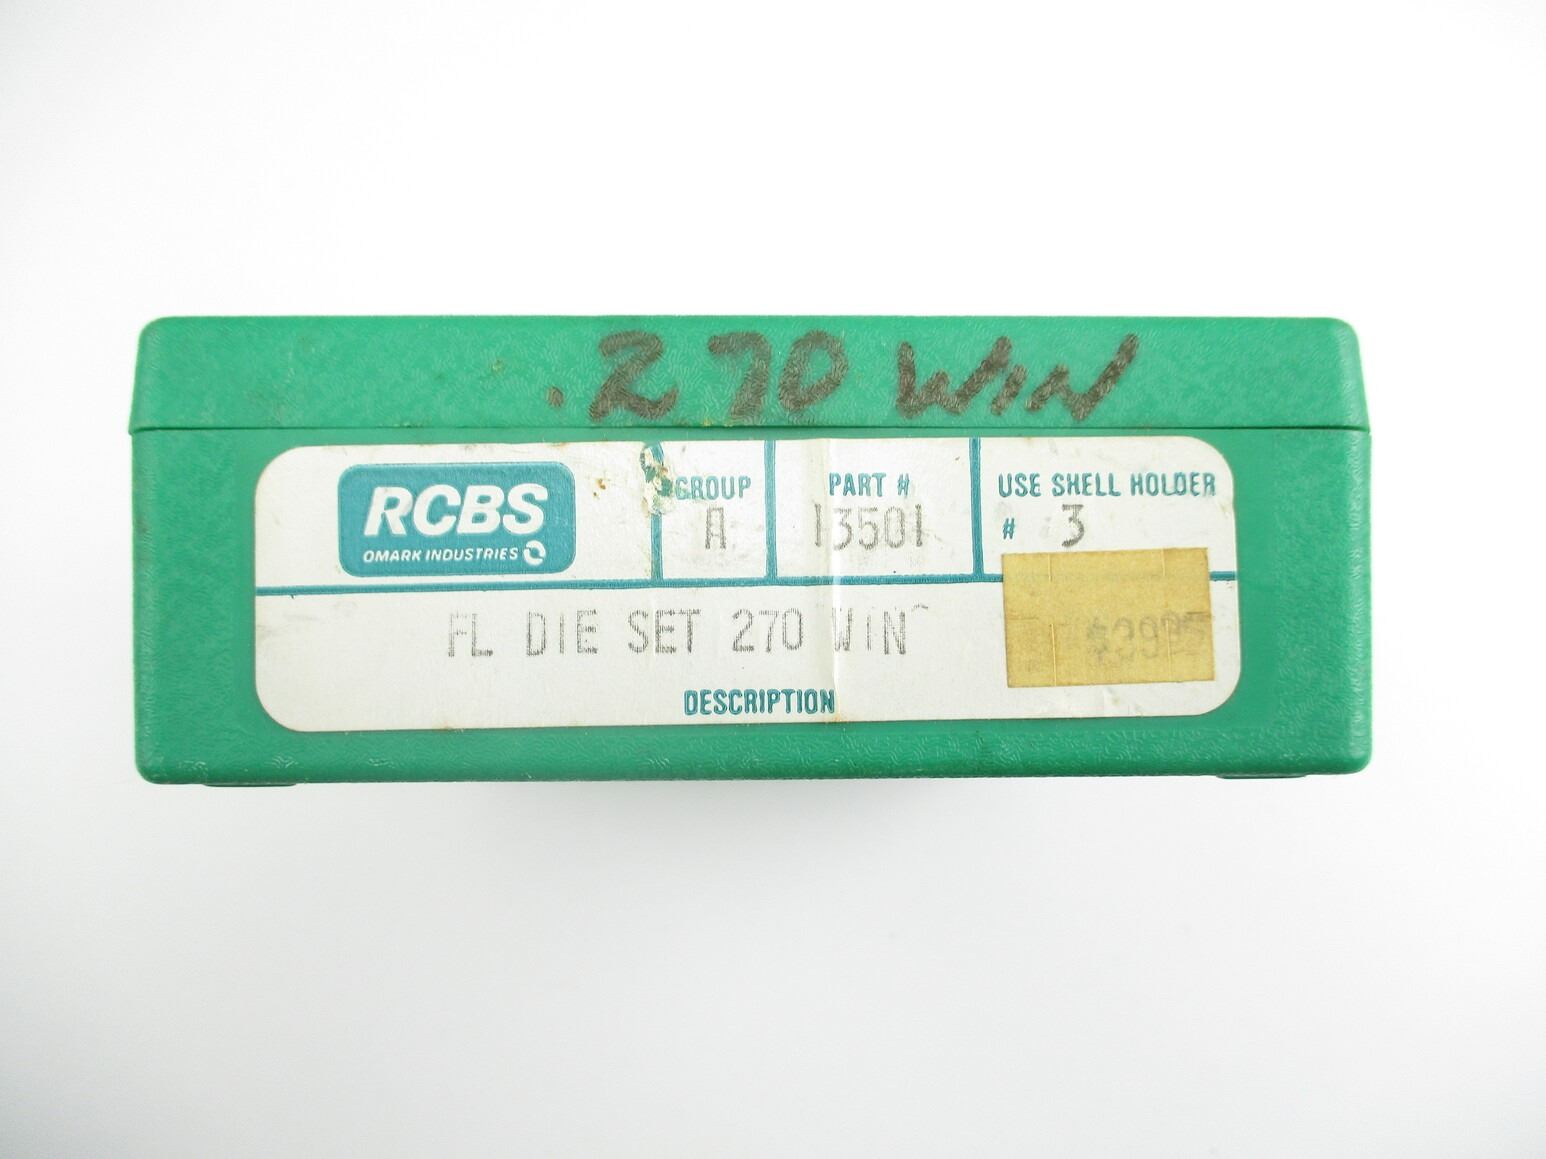 .270 WIN
RCBS
OMARK INDUSTRIES
GROUP
A
PART #
13501
USE SHELL HOLDER
# 3
FL DIE SET 270 WIN
DESCRIPTION